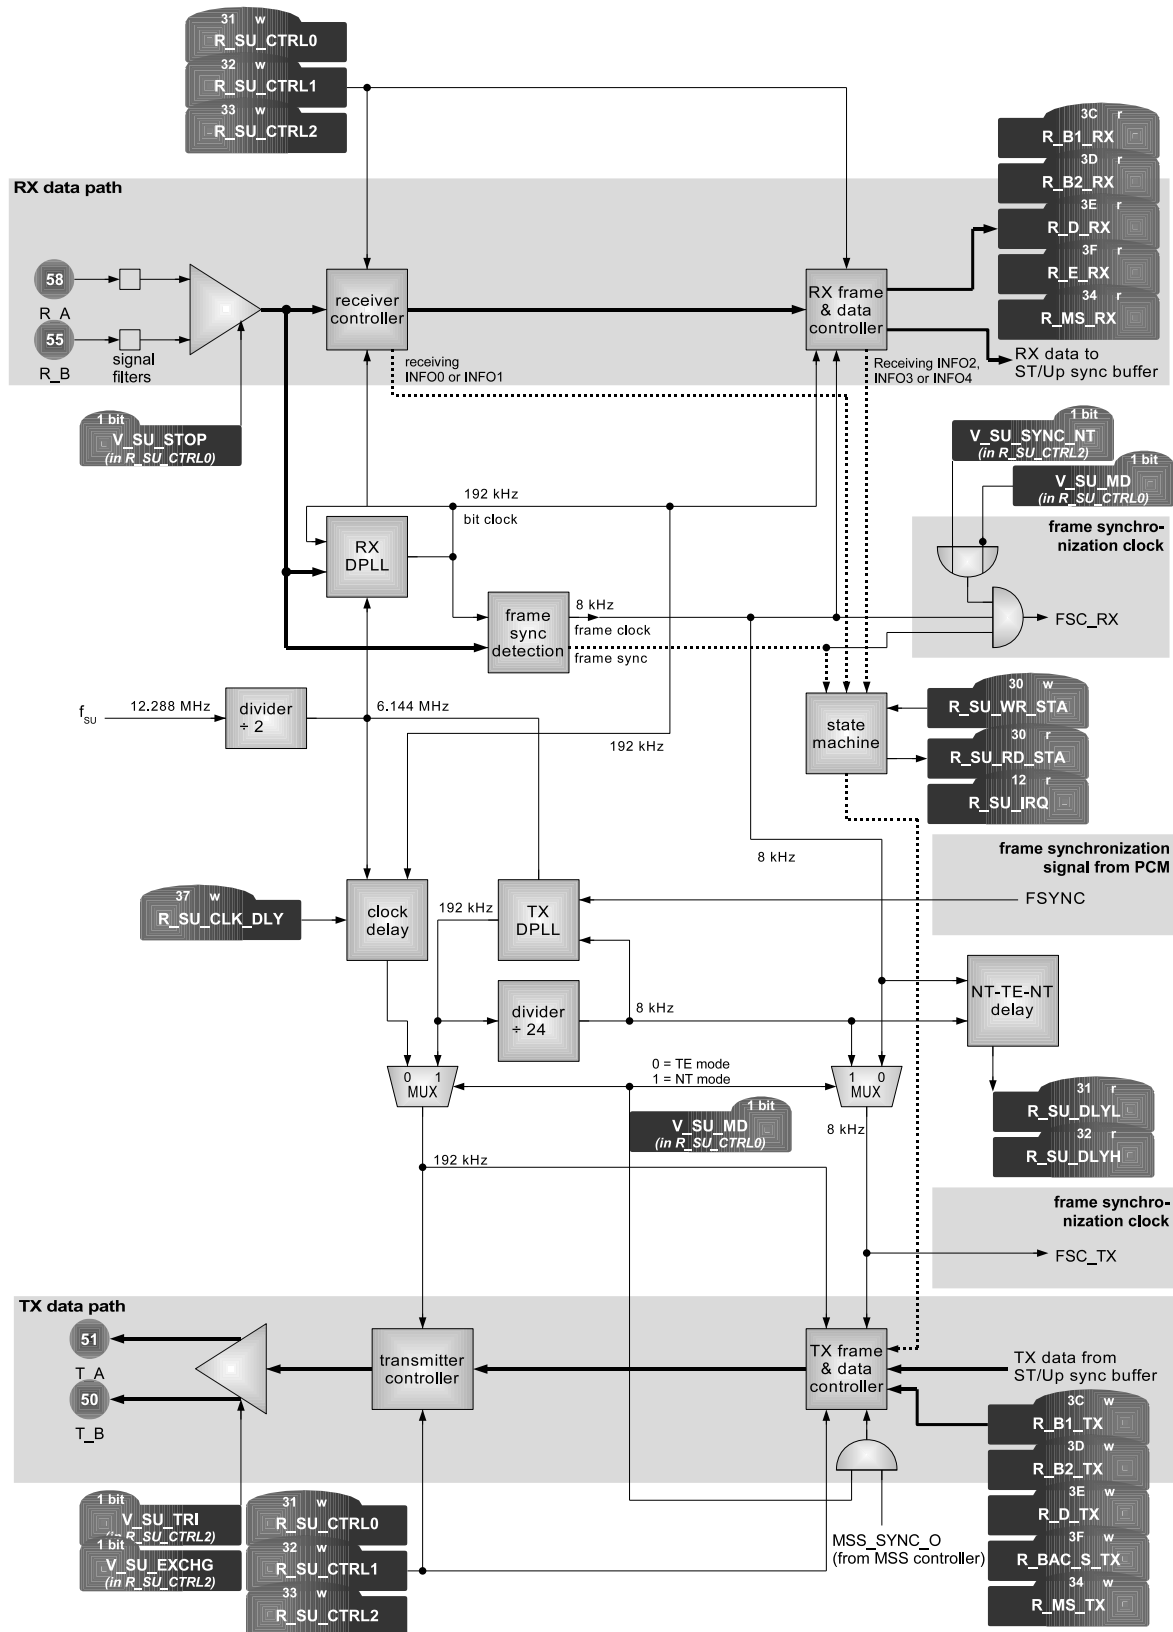 31 w
R_SU_CTRL0
32 w
R_SU_CTRL1
33 w
R_SU_CTRL2
3C r
R_B1_RX
3D r
R_B2_RX
3E r
R_D_RX
3F r
R_E_RX
34 r
R_MS_RX
RX data path
58
R_A
55
R_B
signal
filters
receiver
controller
RX frame
& data
controller
RX data to
ST/Up sync buffer
receiving
INFO0 or INFO1
Receiving INFO2,
INFO3 or INFO4
1 bit
V_SU_STOP
(in R_SU_CTRL0)
1 bit
V_SU_SYNC_NT
(in R_SU_CTRL2)
1 bit
V_SU_MD
(in R_SU_CTRL0)
192 kHz
bit clock
RX
DPLL
frame synchro-
nization clock
frame
sync
detection
8 kHz
frame clock
frame sync
FSC_RX
fSU
12.288 MHz
divider
÷ 2
6.144 MHz
192 kHz
state
machine
30 w
R_SU_WR_STA
30 r
R_SU_RD_STA
12 r
R_SU_IRQ
8 kHz
frame synchronization
signal from PCM
FSYNC
37 w
R_SU_CLK_DLY
clock
delay
192 kHz
TX
DPLL
divider
÷ 24
8 kHz
NT-TE-NT
delay
0 1
MUX
0 = TE mode
1 = NT mode
1 0
MUX
1 bit
V_SU_MD
(in R_SU_CTRL0)
8 kHz
31 r
R_SU_DLYL
32 r
R_SU_DLYH
192 kHz
frame synchro-
nization clock
FSC_TX
TX data path
51
T_A
50
T_B
transmitter
controller
TX frame
& data
controller
TX data from
ST/Up sync buffer
3C w
R_B1_TX
3D w
R_B2_TX
3E w
R_D_TX
3F w
R_BAC_S_TX
34 w
R_MS_TX
1 bit
V_SU_TRI
(in R_SU_CTRL2)
1 bit
V_SU_EXCHG
(in R_SU_CTRL2)
31 w
R_SU_CTRL0
32 w
R_SU_CTRL1
33 w
R_SU_CTRL2
MSS_SYNC_O
(from MSS controller)